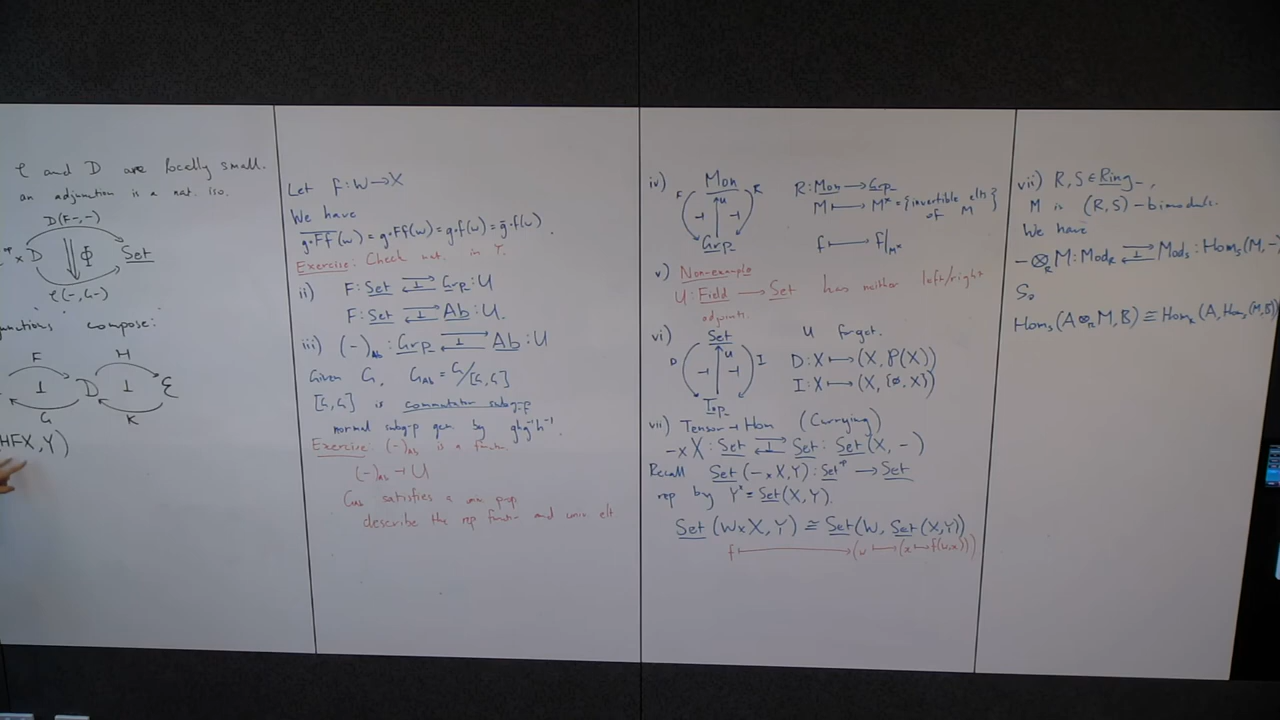 C and D are locally small.
an adjunction is a nat. iso.
D(F-,-)
op × D ⇓ Φ Set
C(-,G-)
junctions compose:
F H
⊥ D ⊥ E
G K
HFX,Y)
Let f:W→X
We have
g∘Ff(w) = g∘Ff(w) = g∘f(w) = ḡ∘f(w).
Exercise: Check nat. in Y.
ii) F: Set ⇄ Grp: U
F: Set ⇄ Ab: U.
iii) (-)Ab: Grp ⇄ Ab: U
Given G, GAb = G/[G,G]
[G,G] is commutator subg-p
normal subg-p gen. by ghg⁻¹h⁻¹.
Exercise: (-)Ab is a functor.
(-)Ab ⊣ U
GAb satisfies a univ prop
describe the rep functor and univ elt
iv) Mon
F ⊣ U ⊣ R
Grp
R: Mon → Grp
M ↦ M× = {invertible elts of M}
f ↦ f|M×
v) Non-example
U: Field → Set has neither left/right
adjoint.
vi) Set
D ⊣ U ⊣ I
Top
U forget.
D: X ↦ (X, P(X))
I: X ↦ (X, {∅, X})
vii) Tensor ⊣ Hom (Currying)
-×X: Set ⇄ Set: Set(X, -)
Recall Set(-×X,Y): Setop → Set
rep by Yˣ = Set(X,Y).
Set(W×X, Y) ≅ Set(W, Set(X,Y))
f ↦ (w ↦ (x ↦ f(w,x)))
vii) R, S ∈ Ring,
M is (R,S)-bimodule.
We have
-⊗R M: ModR ⇄ ModS: HomS(M,-)
So
HomS(A⊗R M, B) ≅ HomR(A, HomS(M,B))